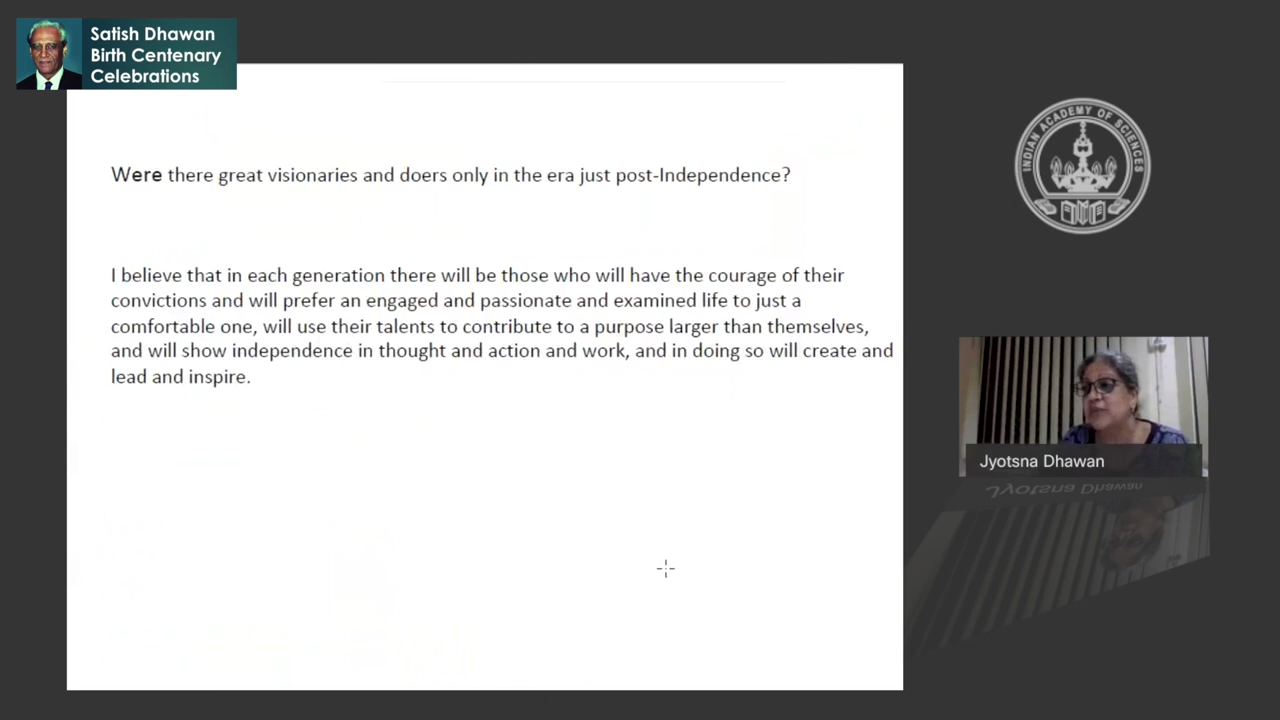 Satish Dhawan
Birth Centenary
Celebrations
Were there great visionaries and doers only in the era just post-Independence?
I believe that in each generation there will be those who will have the courage of their
convictions and will prefer an engaged and passionate and examined life to just a
comfortable one, will use their talents to contribute to a purpose larger than themselves,
and will show independence in thought and action and work, and in doing so will create and
lead and inspire.
INDIAN ACADEMY OF SCIENCES
Jyotsna Dhawan
Jyotsna Dhawan